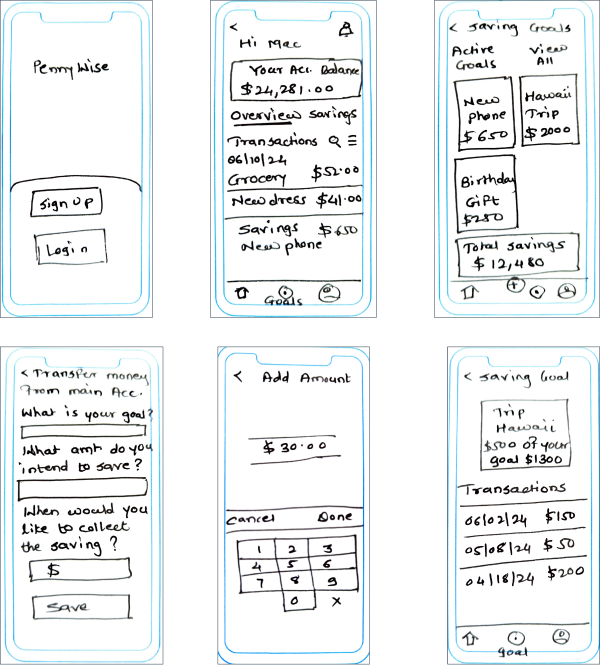 PennyWise
Sign Up
Login
<
Hi Mac
Your Acc. Balance
$24,281.00
Overview Savings
Transactions
06/10/24
Grocery $52.00
New dress $41.00
Savings $650
New phone
Goals
< Saving Goals
Active View
Goals All
New
phone
$650
Hawaii
Trip
$2000
Birthday
Gift
$250
Total Savings
$12,480
< Transfer money
from main Acc.
What is your goal?
What amt do you
intend to save?
When would you
like to collect
the saving?
$
Save
< Add Amount
$30.00
Cancel Done
1 2 3
4 5 6
7 8 9
0 X
< Saving Goal
Trip
Hawaii
$500 of your
goal $1300
Transactions
06/02/24 $150
05/08/24 $50
04/18/24 $200
goal